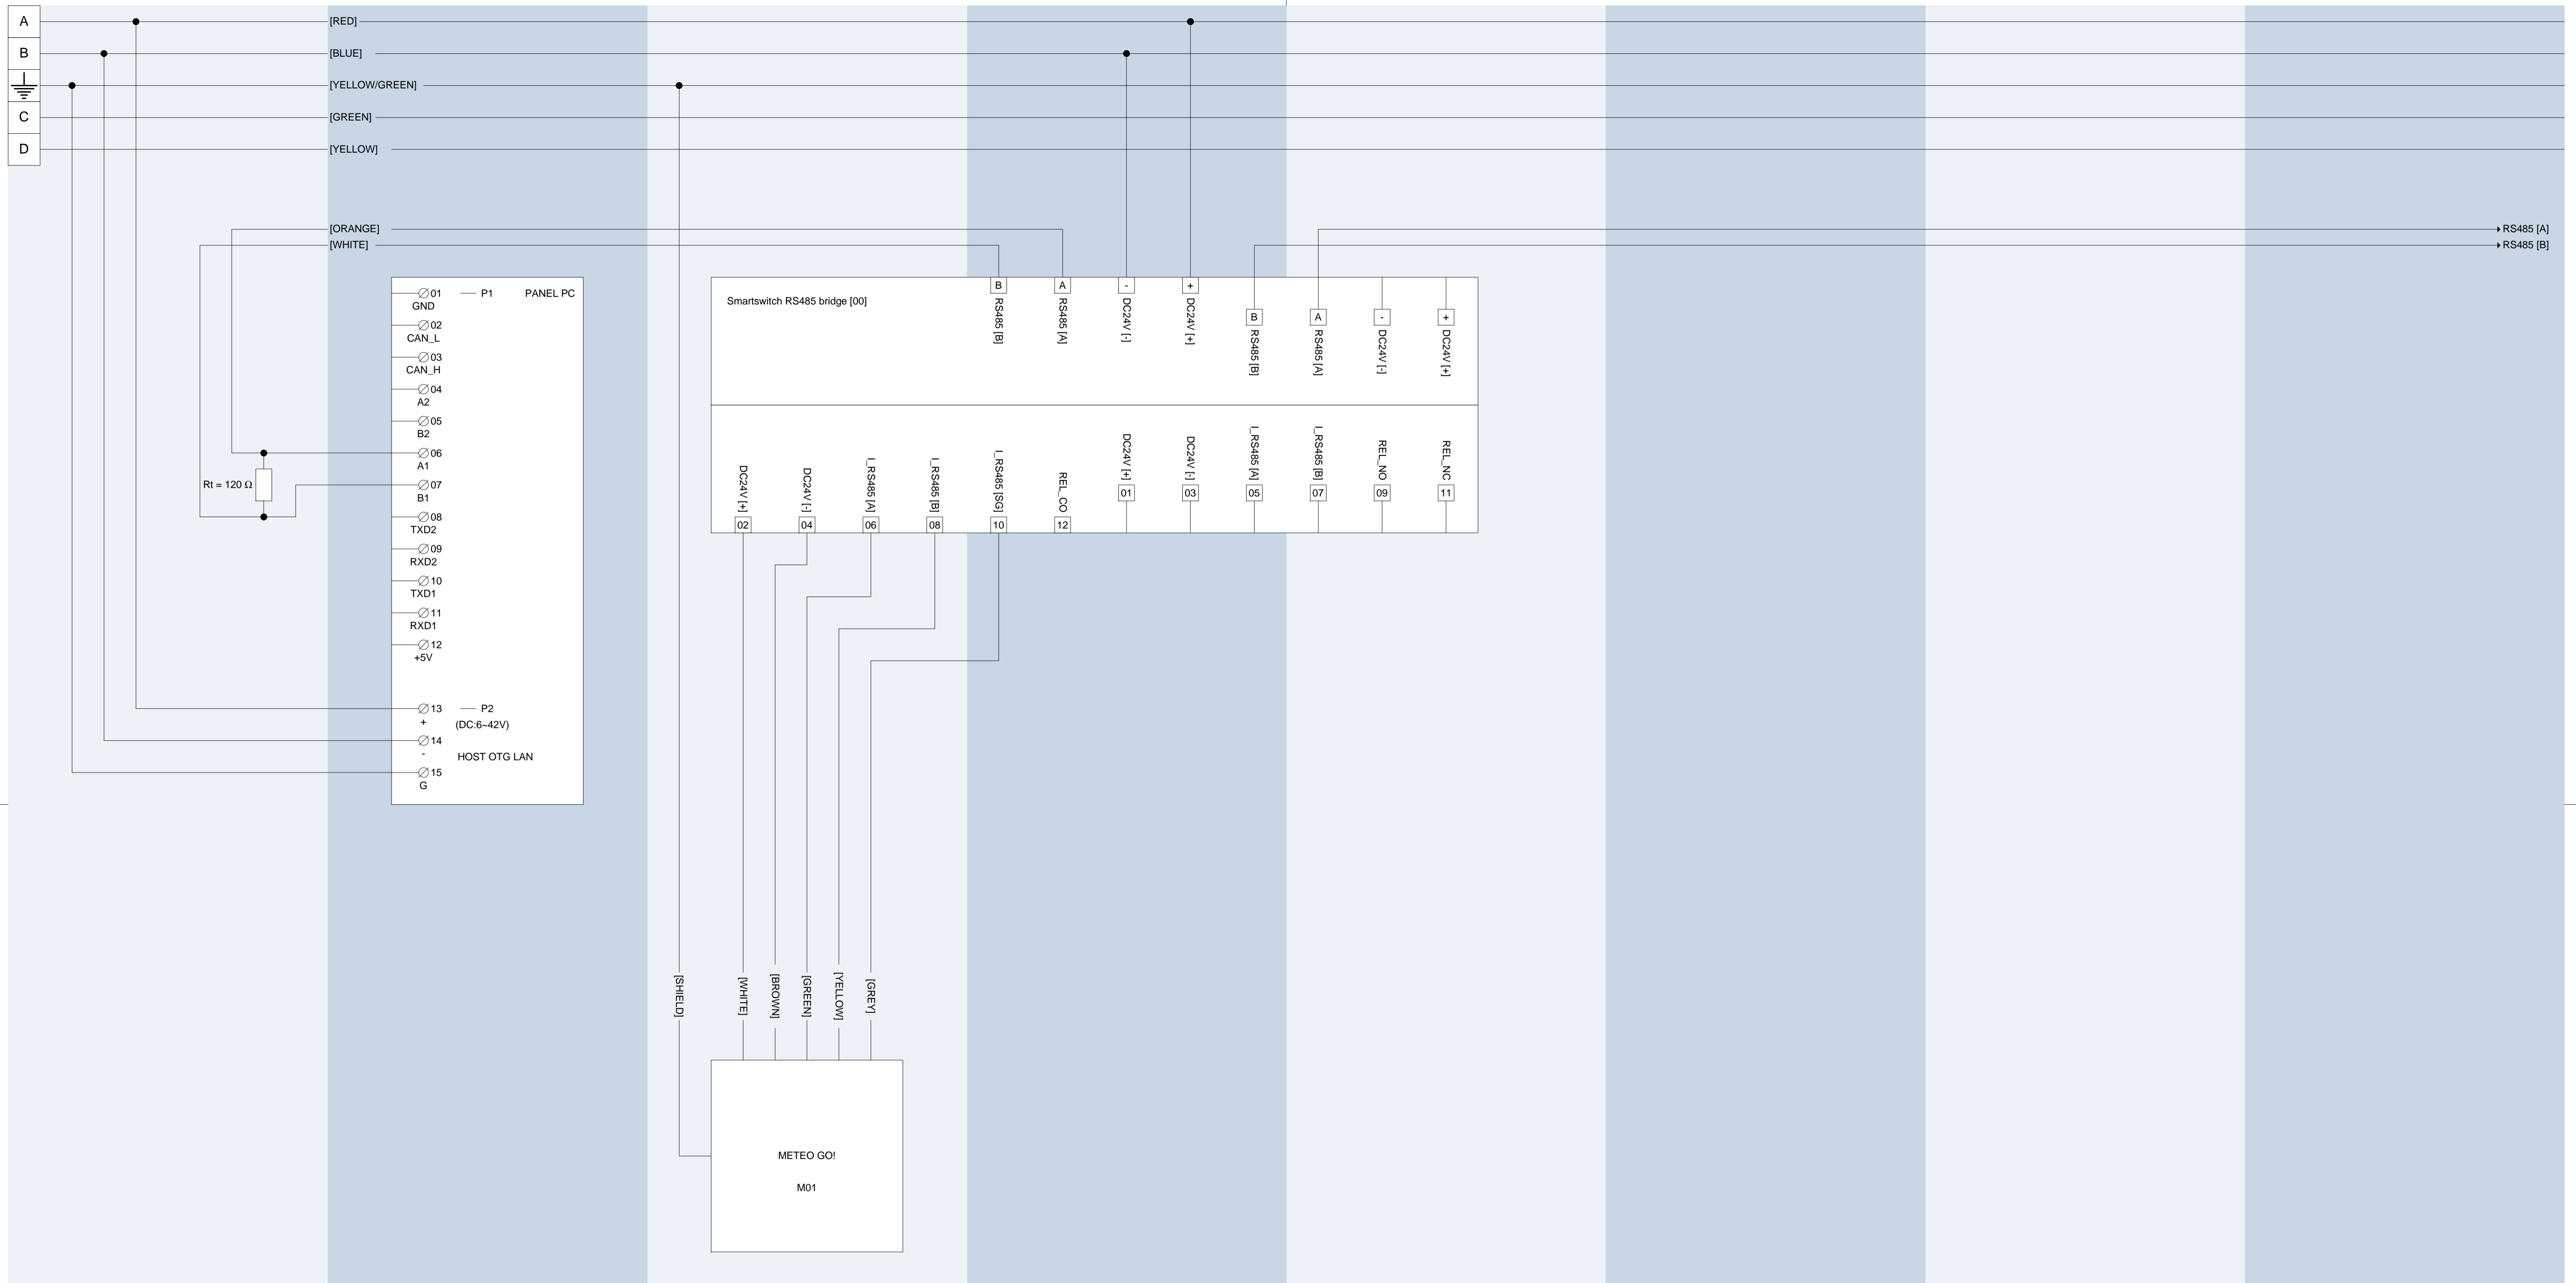 A
[RED]
B
[BLUE]
[YELLOW/GREEN]
C
[GREEN]
D
[YELLOW]
[ORANGE]
RS485 [A]
[WHITE]
RS485 [B]
01 P1 PANEL PC
GND
02
CAN_L
03
CAN_H
04
A2
05
B2
06
A1
07
B1
08
TXD2
09
RXD2
10
TXD1
11
RXD1
12
+5V
13 P2
+ (DC:6~42V)
14
-
HOST OTG LAN
15
G
Rt = 120 Ω
Smartswitch RS485 bridge [00]
B
RS485 [B]
A
RS485 [A]
-
DC24V [-]
+
DC24V [+]
B
RS485 [B]
A
RS485 [A]
-
DC24V [-]
+
DC24V [+]
DC24V [+]
02
DC24V [-]
04
I_RS485 [A]
06
I_RS485 [B]
08
I_RS485 [SG]
10
REL_CO
12
DC24V [+]
01
DC24V [-]
03
I_RS485 [A]
05
I_RS485 [B]
07
REL_NO
09
REL_NC
11
[SHIELD]
[WHITE]
[BROWN]
[GREEN]
[YELLOW]
[GREY]
METEO GO!
M01